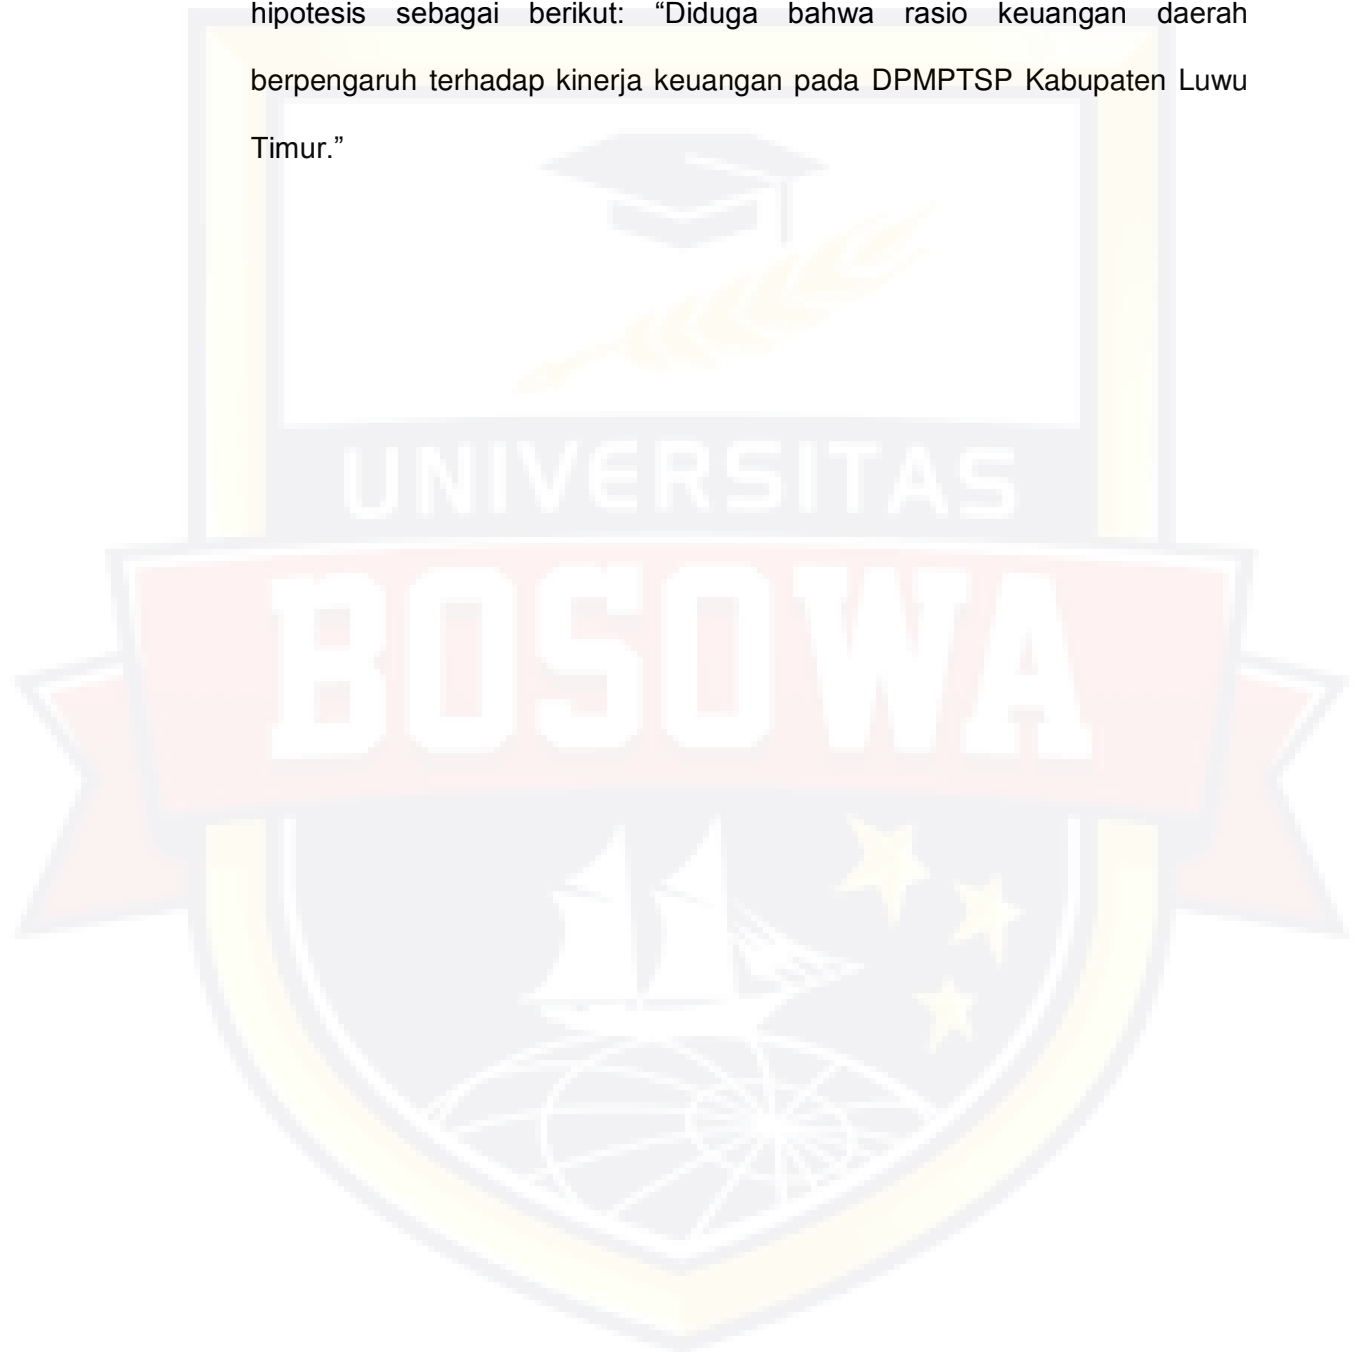 hipotesis sebagai berikut: “Diduga bahwa rasio keuangan daerah
berpengaruh terhadap kinerja keuangan pada DPMPTSP Kabupaten Luwu
Timur.”
UNIVERSITAS
BOSOWA